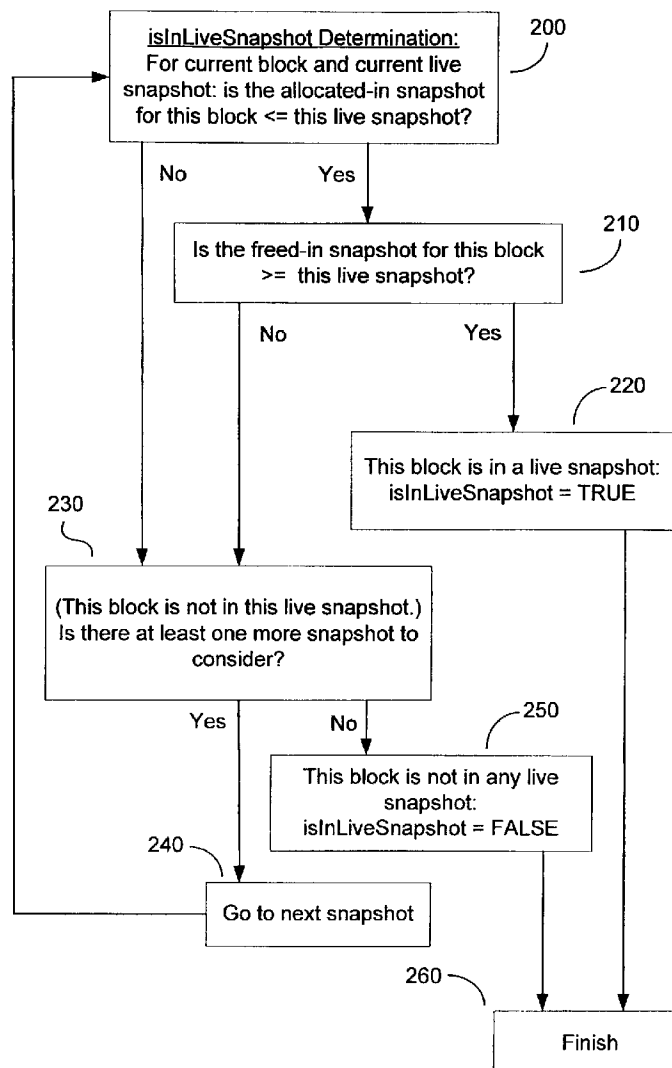 isInLiveSnapshot Determination:
For current block and current live
snapshot: is the allocated-in snapshot
for this block <= this live snapshot?
200
No
Yes
Is the freed-in snapshot for this block
>= this live snapshot?
210
No
Yes
220
This block is in a live snapshot:
isInLiveSnapshot = TRUE
230
(This block is not in this live snapshot.)
Is there at least one more snapshot to
consider?
Yes
No
250
This block is not in any live
snapshot:
isInLiveSnapshot = FALSE
240
Go to next snapshot
260
Finish